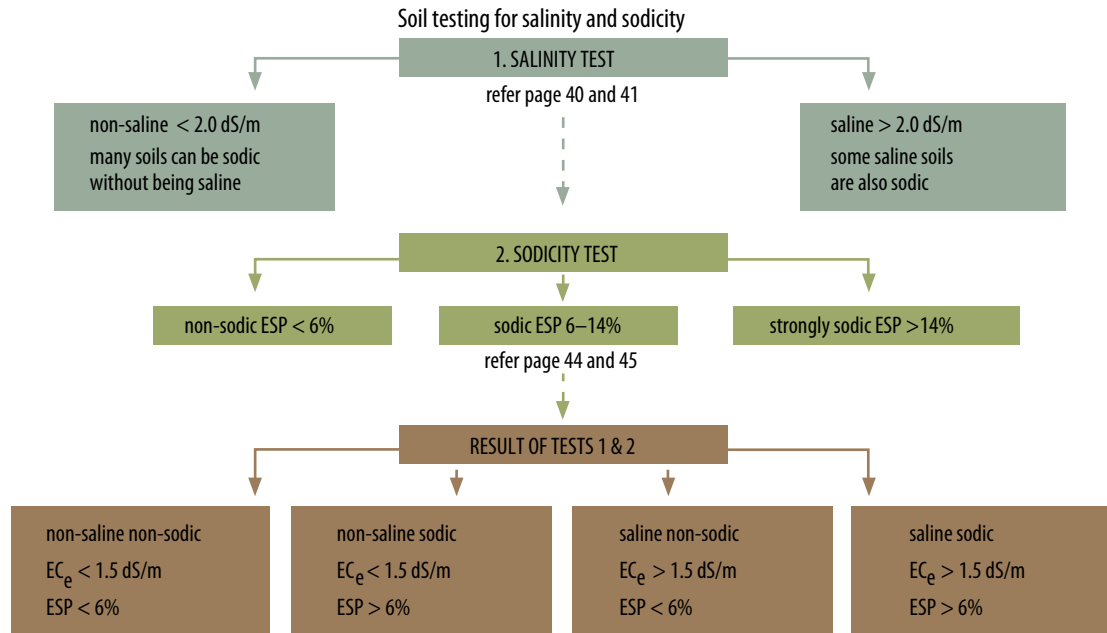 Soil testing for salinity and sodicity
1. SALINITY TEST
refer page 40 and 41
non-saline < 2.0 dS/m
many soils can be sodic
without being saline
saline > 2.0 dS/m
some saline soils
are also sodic
2. SODICITY TEST
non-sodic ESP < 6%
sodic ESP 6–14%
strongly sodic ESP >14%
refer page 44 and 45
RESULT OF TESTS 1 & 2
non-saline non-sodic
ECe < 1.5 dS/m
ESP < 6%
non-saline sodic
ECe < 1.5 dS/m
ESP > 6%
saline non-sodic
ECe > 1.5 dS/m
ESP < 6%
saline sodic
ECe > 1.5 dS/m
ESP > 6%